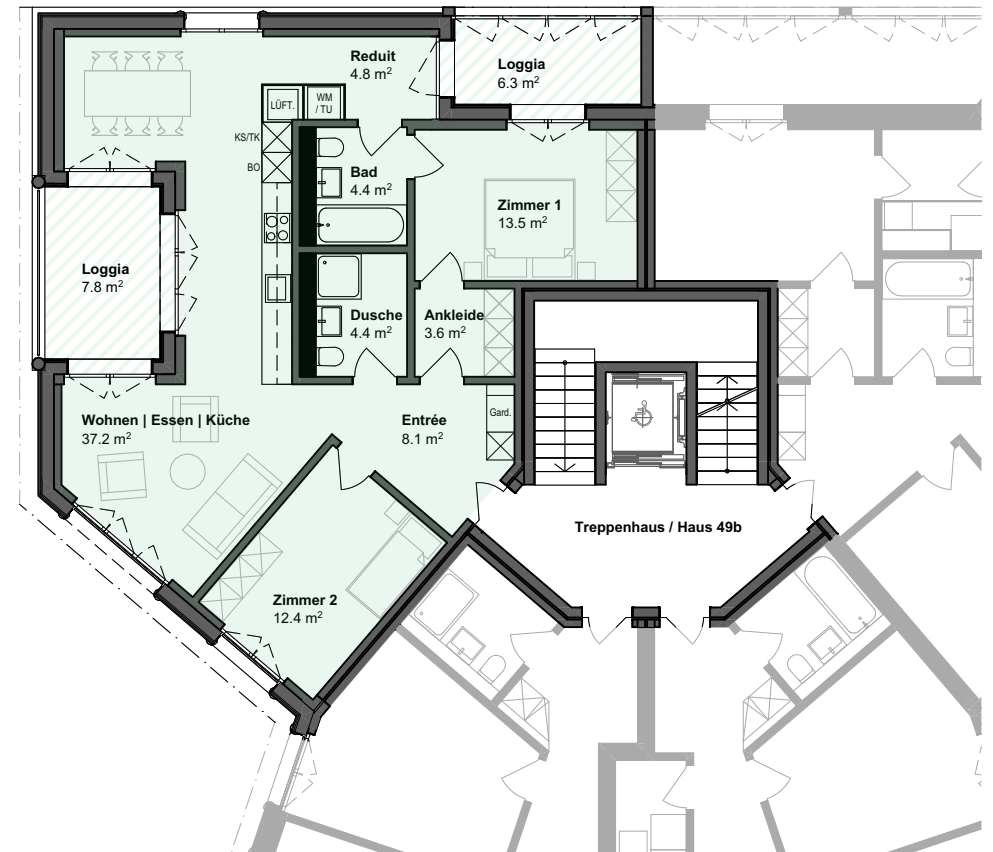 Reduit
4.8 m²
Loggia
6.3 m²
LÜFT.
WM
/ TU
KS/TK
BO
Bad
4.4 m²
Zimmer 1
13.5 m²
Loggia
7.8 m²
Dusche
4.4 m²
Ankleide
3.6 m²
Wohnen | Essen | Küche
37.2 m²
Entrée
8.1 m²
Gard.
Treppenhaus / Haus 49b
Zimmer 2
12.4 m²